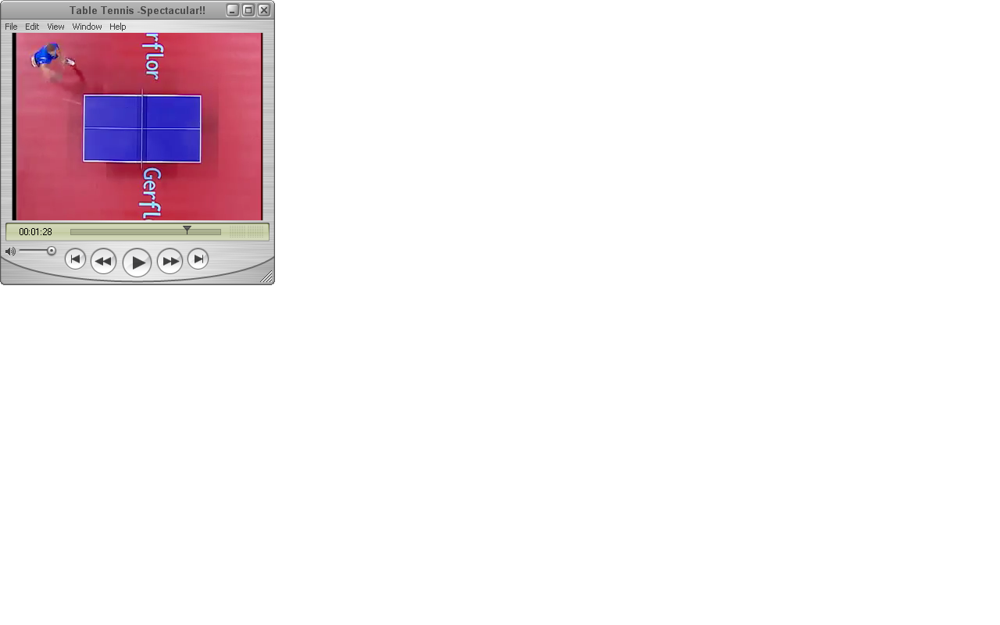 Table Tennis -Spectacular!!
File Edit View Window Help
rflor
Gerfl
00:01:28